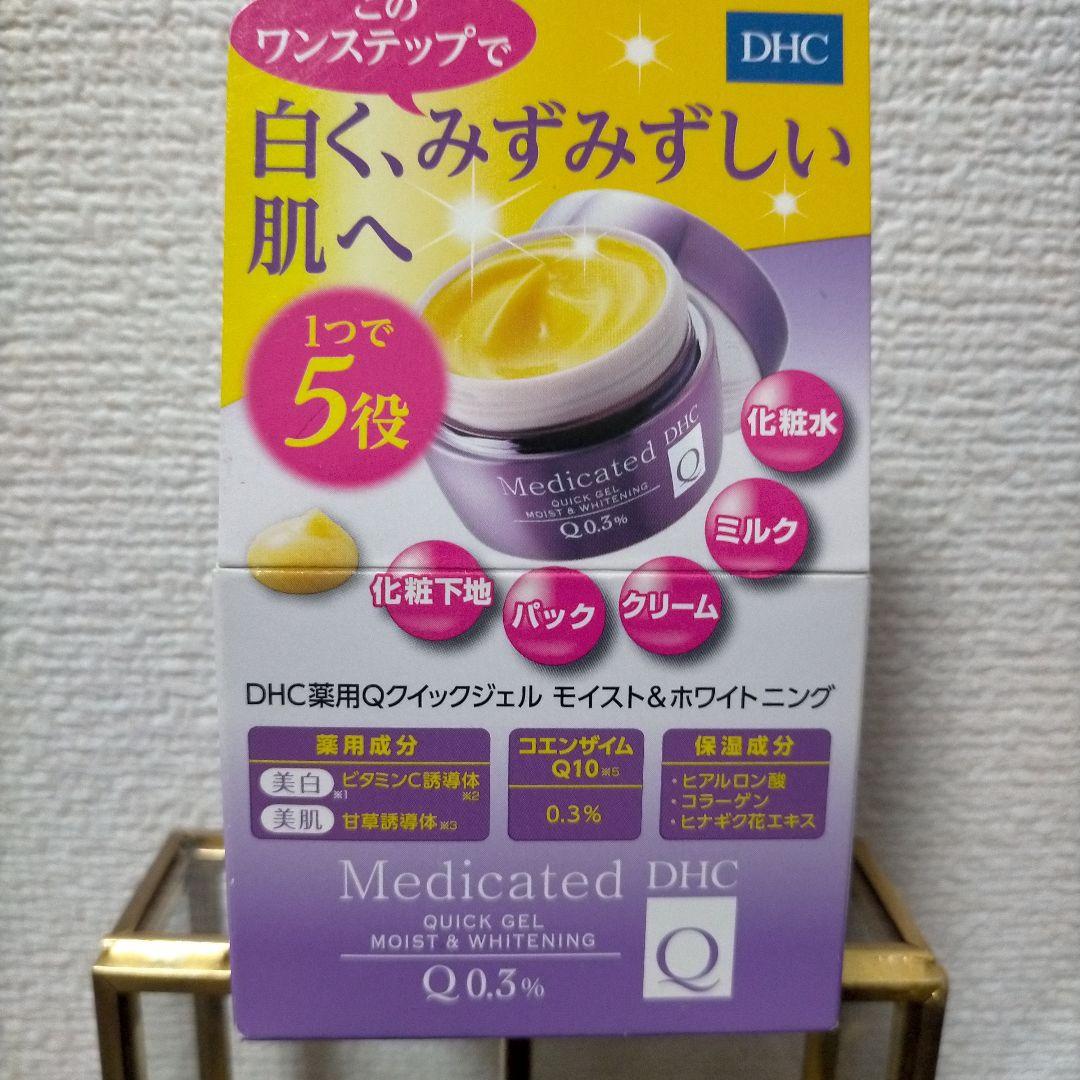 この
ワンステップで
DHC
白く、みずみずしい
肌へ
1つで
5役
Medicated DHC
QUICK GEL
MOIST & WHITENING
Q 0.3%
Q
化粧水
ミルク
クリーム
パック
化粧下地
DHC薬用Qクイックジェル モイスト&ホワイトニング
薬用成分
美白※1 ビタミンC誘導体※2
美肌 甘草誘導体※3
コエンザイム
Q10※5
0.3%
保湿成分
・ヒアルロン酸
・コラーゲン
・ヒナギク花エキス
Medicated DHC
QUICK GEL
MOIST & WHITENING
Q 0.3%
Q